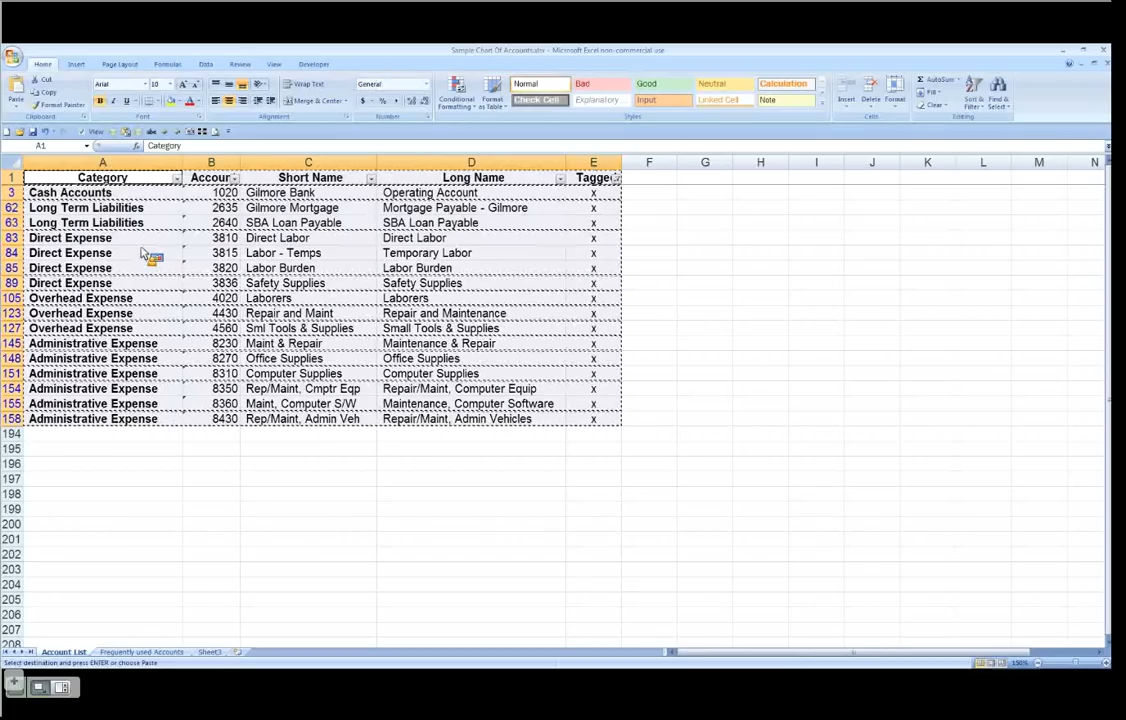 Sample Chart Of Accounts.xlsx - Microsoft Excel non-commercial use
Home Insert Page Layout Formulas Data Review View Developer
Cut
Copy
Format Painter
Paste
Clipboard
Arial 10
Font
Wrap Text
Merge & Center
Alignment
General
Number
Conditional Formatting
Format as Table
Normal Bad Good Neutral Calculation
Check Cell Explanatory ... Input Linked Cell Note
Styles
Insert Delete Format
Cells
AutoSum
Fill
Clear
Sort & Filter
Find & Select
Editing
View
A1 fx Category
A B C D E F G H I J K L M N
1 Category Accoun Short Name Long Name Tagge
3 Cash Accounts 1020 Gilmore Bank Operating Account x
62 Long Term Liabilities 2635 Gilmore Mortgage Mortgage Payable - Gilmore x
63 Long Term Liabilities 2640 SBA Loan Payable SBA Loan Payable x
83 Direct Expense 3810 Direct Labor Direct Labor x
84 Direct Expense 3815 Labor - Temps Temporary Labor x
85 Direct Expense 3820 Labor Burden Labor Burden x
89 Direct Expense 3836 Safety Supplies Safety Supplies x
105 Overhead Expense 4020 Laborers Laborers x
123 Overhead Expense 4430 Repair and Maint Repair and Maintenance x
127 Overhead Expense 4560 Sml Tools & Supplies Small Tools & Supplies x
145 Administrative Expense 8230 Maint & Repair Maintenance & Repair x
148 Administrative Expense 8270 Office Supplies Office Supplies x
151 Administrative Expense 8310 Computer Supplies Computer Supplies x
154 Administrative Expense 8350 Rep/Maint, Cmptr Eqp Repair/Maint, Computer Equip x
155 Administrative Expense 8360 Maint, Computer S/W Maintenance, Computer Software x
158 Administrative Expense 8430 Rep/Maint, Admin Veh Repair/Maint, Admin Vehicles x
194
195
196
197
198
199
200
201
202
203
204
205
206
207
208
Account List Frequently used Accounts Sheet3
Select destination and press ENTER or choose Paste 150%